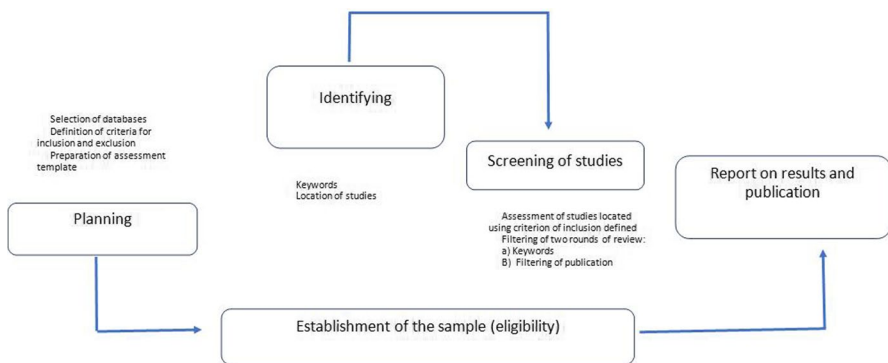 Selection of databases
Definition of criteria for
inclusion and exclusion
Preparation of assessment
template
Planning
Identifying
Keywords
Location of studies
Screening of studies
Assessment of studies located
using criterion of inclusion defined
Filtering of two rounds of review:
a) Keywords
B) Filtering of publication
Report on results and
publication
Establishment of the sample (eligibility)